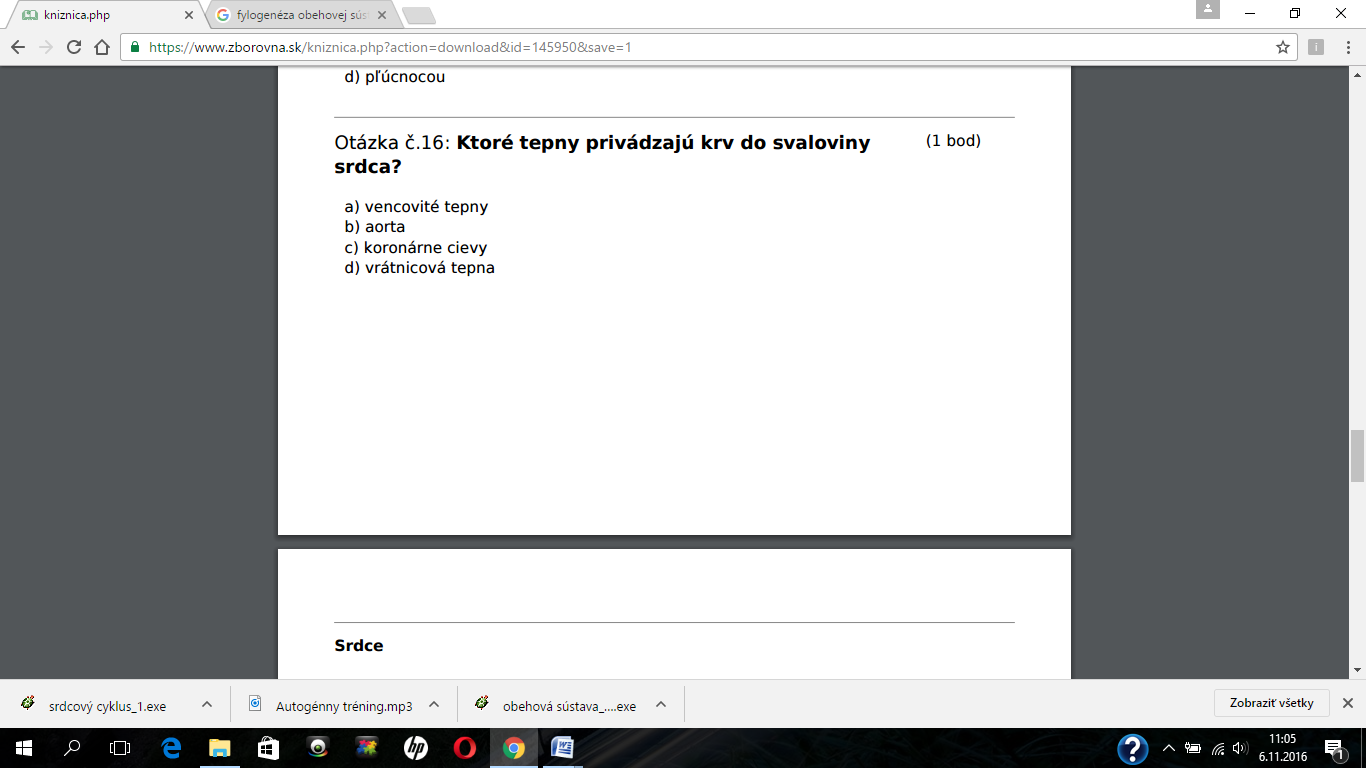 kniznica.php
fylogenéza obehovej sús
https://www.zborovna.sk/kniznica.php?action=download&id=145950&save=1
d) pľúcnocou
Otázka č.16: Ktoré tepny privádzajú krv do svaloviny (1 bod)
srdca?
a) vencovité tepny
b) aorta
c) koronárne cievy
d) vrátnicová tepna
Srdce
srdcový cyklus_1.exe
Autogénny tréning.mp3
obehová sústava_....exe
Zobraziť všetky
11:05
6.11.2016